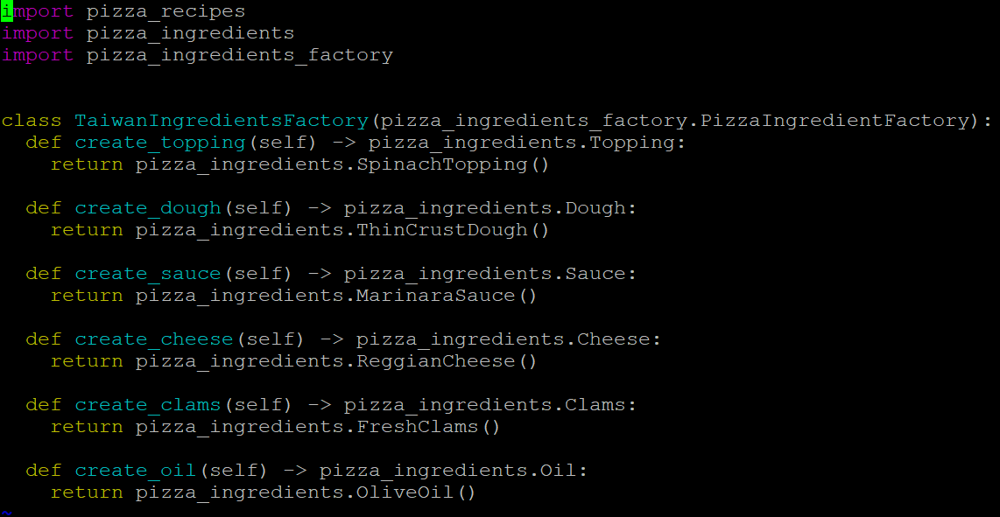 import pizza_recipes
import pizza_ingredients
import pizza_ingredients_factory
class TaiwanIngredientsFactory(pizza_ingredients_factory.PizzaIngredientFactory):
  def create_topping(self) -> pizza_ingredients.Topping:
    return pizza_ingredients.SpinachTopping()
  def create_dough(self) -> pizza_ingredients.Dough:
    return pizza_ingredients.ThinCrustDough()
  def create_sauce(self) -> pizza_ingredients.Sauce:
    return pizza_ingredients.MarinaraSauce()
  def create_cheese(self) -> pizza_ingredients.Cheese:
    return pizza_ingredients.ReggianCheese()
  def create_clams(self) -> pizza_ingredients.Clams:
    return pizza_ingredients.FreshClams()
  def create_oil(self) -> pizza_ingredients.Oil:
    return pizza_ingredients.OliveOil()
~